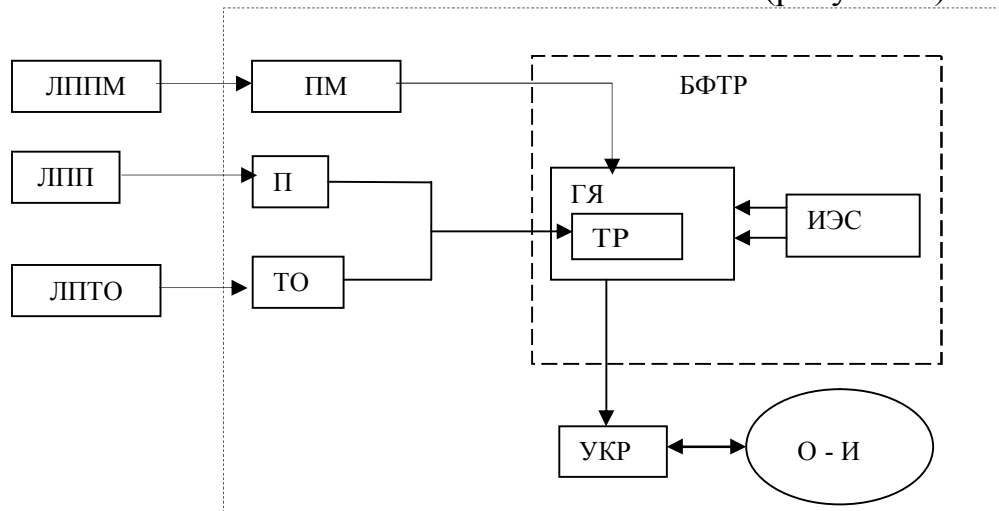 ЛППМ
ПМ
БФТР
ЛПП
П
ГЯ
ТР
ИЭС
ЛПТО
ТО
УКР
О - И